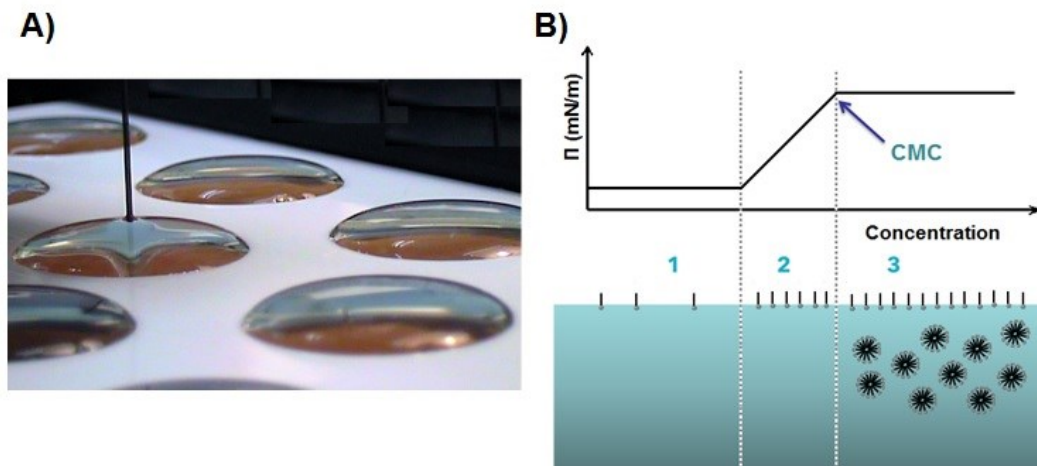 A)
B)
Π (mN/m)
CMC
Concentration
1 2 3